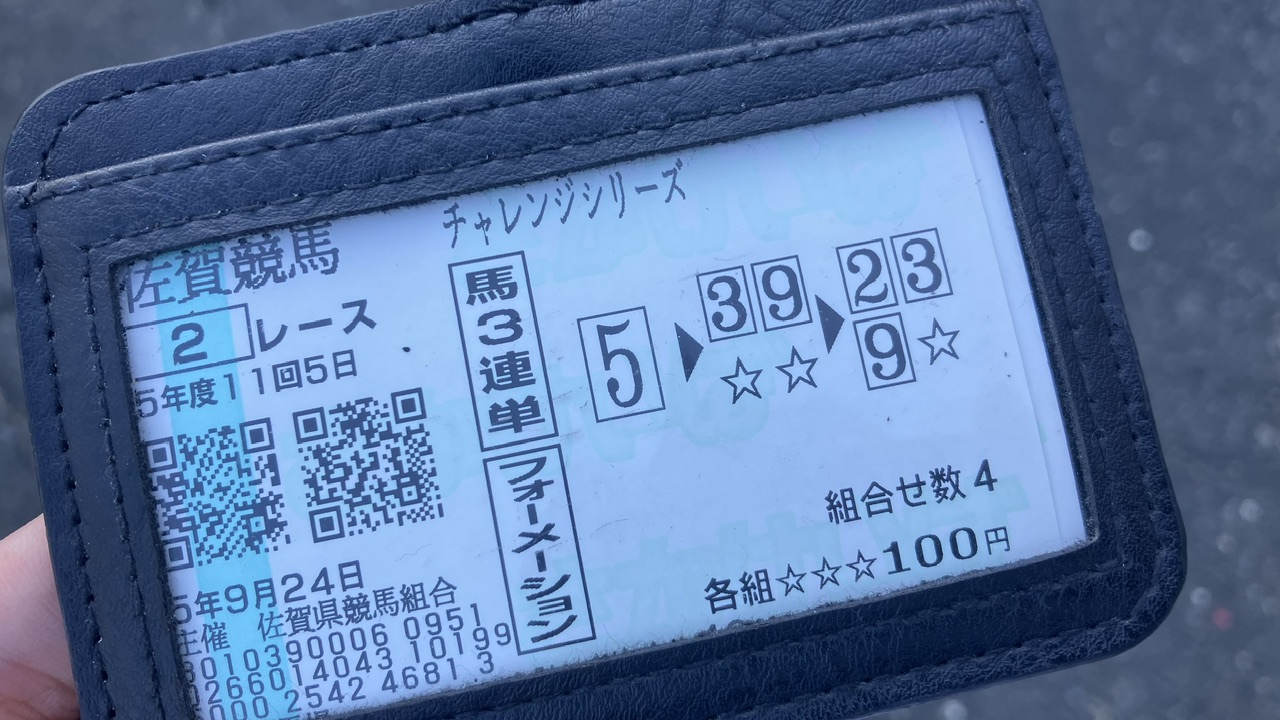 チャレンジシリーズ
佐賀競馬
2レース
5年度11回5日
5年9月24日
主催 佐賀県競馬組合
010390006 0951
266014043 10199
000 2542 4681.3
馬3連単
フォーメーション
5▶39▶23
☆☆ 9☆
組合せ数4
各組☆☆☆100円